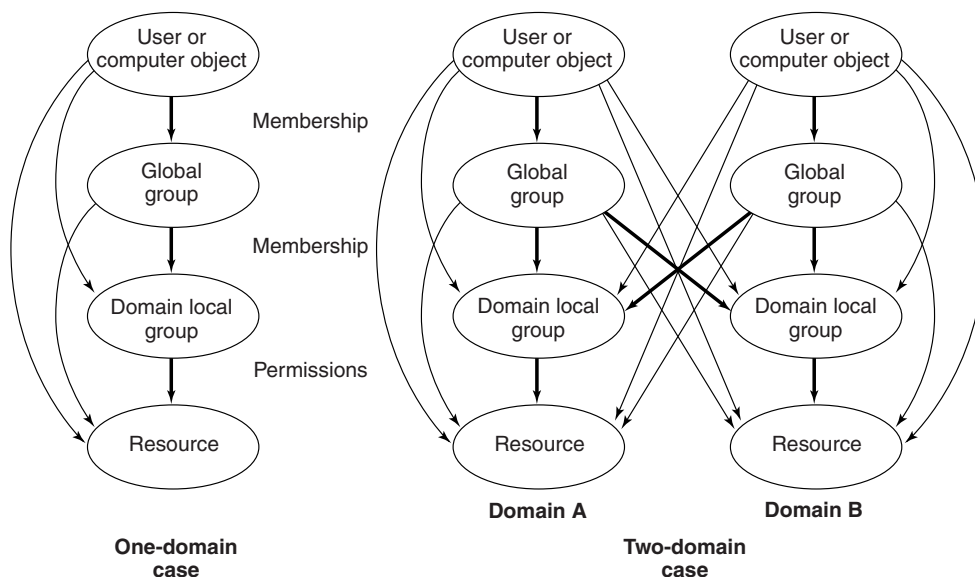 User or
computer object
Membership
Global
group
Membership
Domain local
group
Permissions
Resource
One-domain
case
User or
computer object
Global
group
Domain local
group
Resource
Domain A
User or
computer object
Global
group
Domain local
group
Resource
Domain B
Two-domain
case